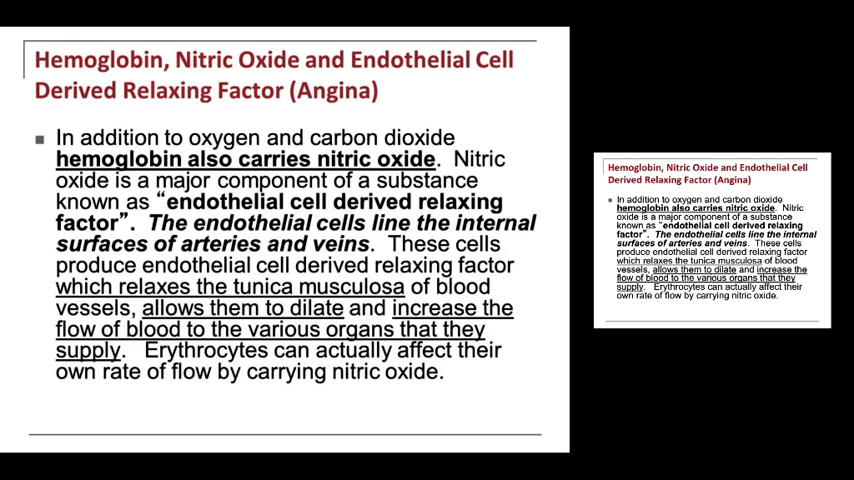 Hemoglobin, Nitric Oxide and Endothelial Cell
Derived Relaxing Factor (Angina)
In addition to oxygen and carbon dioxide
hemoglobin also carries nitric oxide. Nitric
oxide is a major component of a substance
known as “endothelial cell derived relaxing
factor”. The endothelial cells line the internal
surfaces of arteries and veins. These cells
produce endothelial cell derived relaxing factor
which relaxes the tunica musculosa of blood
vessels, allows them to dilate and increase the
flow of blood to the various organs that they
supply. Erythrocytes can actually affect their
own rate of flow by carrying nitric oxide.
Hemoglobin, Nitric Oxide and Endothelial Cell
Derived Relaxing Factor (Angina)
In addition to oxygen and carbon dioxide
hemoglobin also carries nitric oxide. Nitric
oxide is a major component of a substance
known as “endothelial cell derived relaxing
factor”. The endothelial cells line the internal
surfaces of arteries and veins. These cells
produce endothelial cell derived relaxing factor
which relaxes the tunica musculosa of blood
vessels, allows them to dilate and increase the
flow of blood to the various organs that they
supply. Erythrocytes can actually affect their
own rate of flow by carrying nitric oxide.